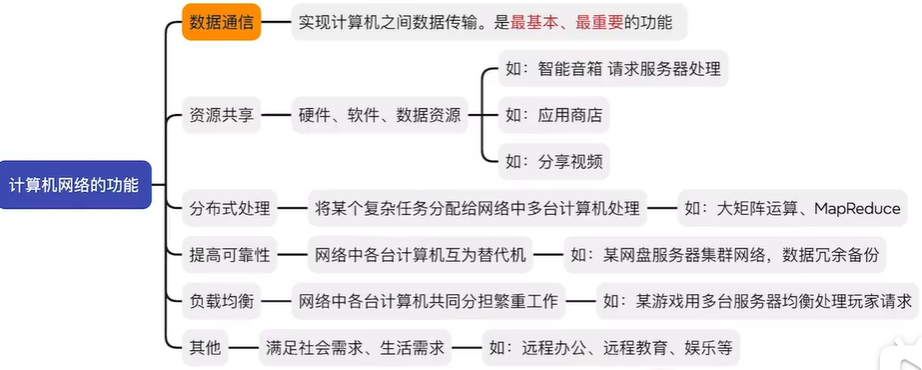 计算机网络的功能
数据通信
实现计算机之间数据传输。是最基本、最重要的功能
资源共享
硬件、软件、数据资源
如：智能音箱 请求服务器处理
如：应用商店
如：分享视频
分布式处理
将某个复杂任务分配给网络中多台计算机处理
如：大矩阵运算、MapReduce
提高可靠性
网络中各台计算机互为替代机
如：某网盘服务器集群网络，数据冗余备份
负载均衡
网络中各台计算机共同分担繁重工作
如：某游戏用多台服务器均衡处理玩家请求
其他
满足社会需求、生活需求
如：远程办公、远程教育、娱乐等